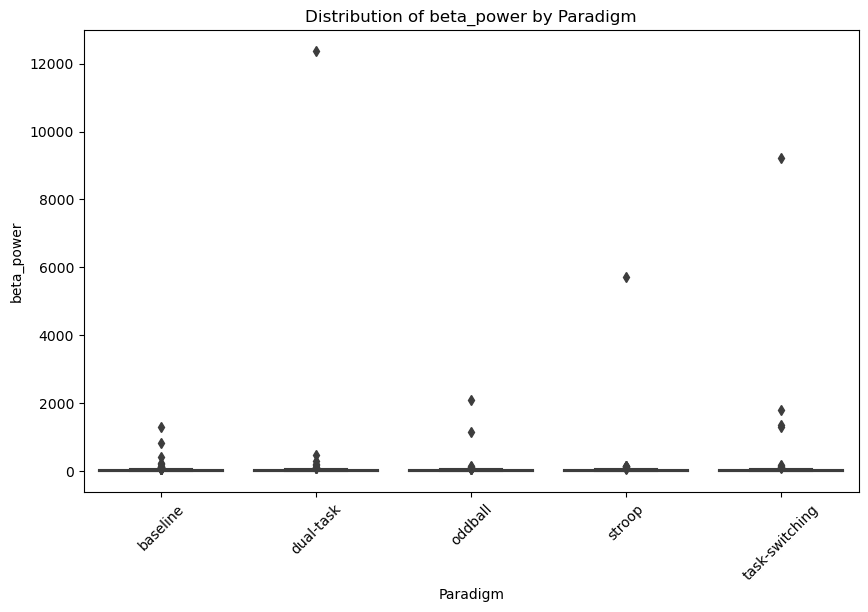 Distribution of beta_power by Paradigm
12000
10000
8000
6000
4000
2000
0
beta_power
baseline
dual-task
oddball
stroop
task-switching
Paradigm